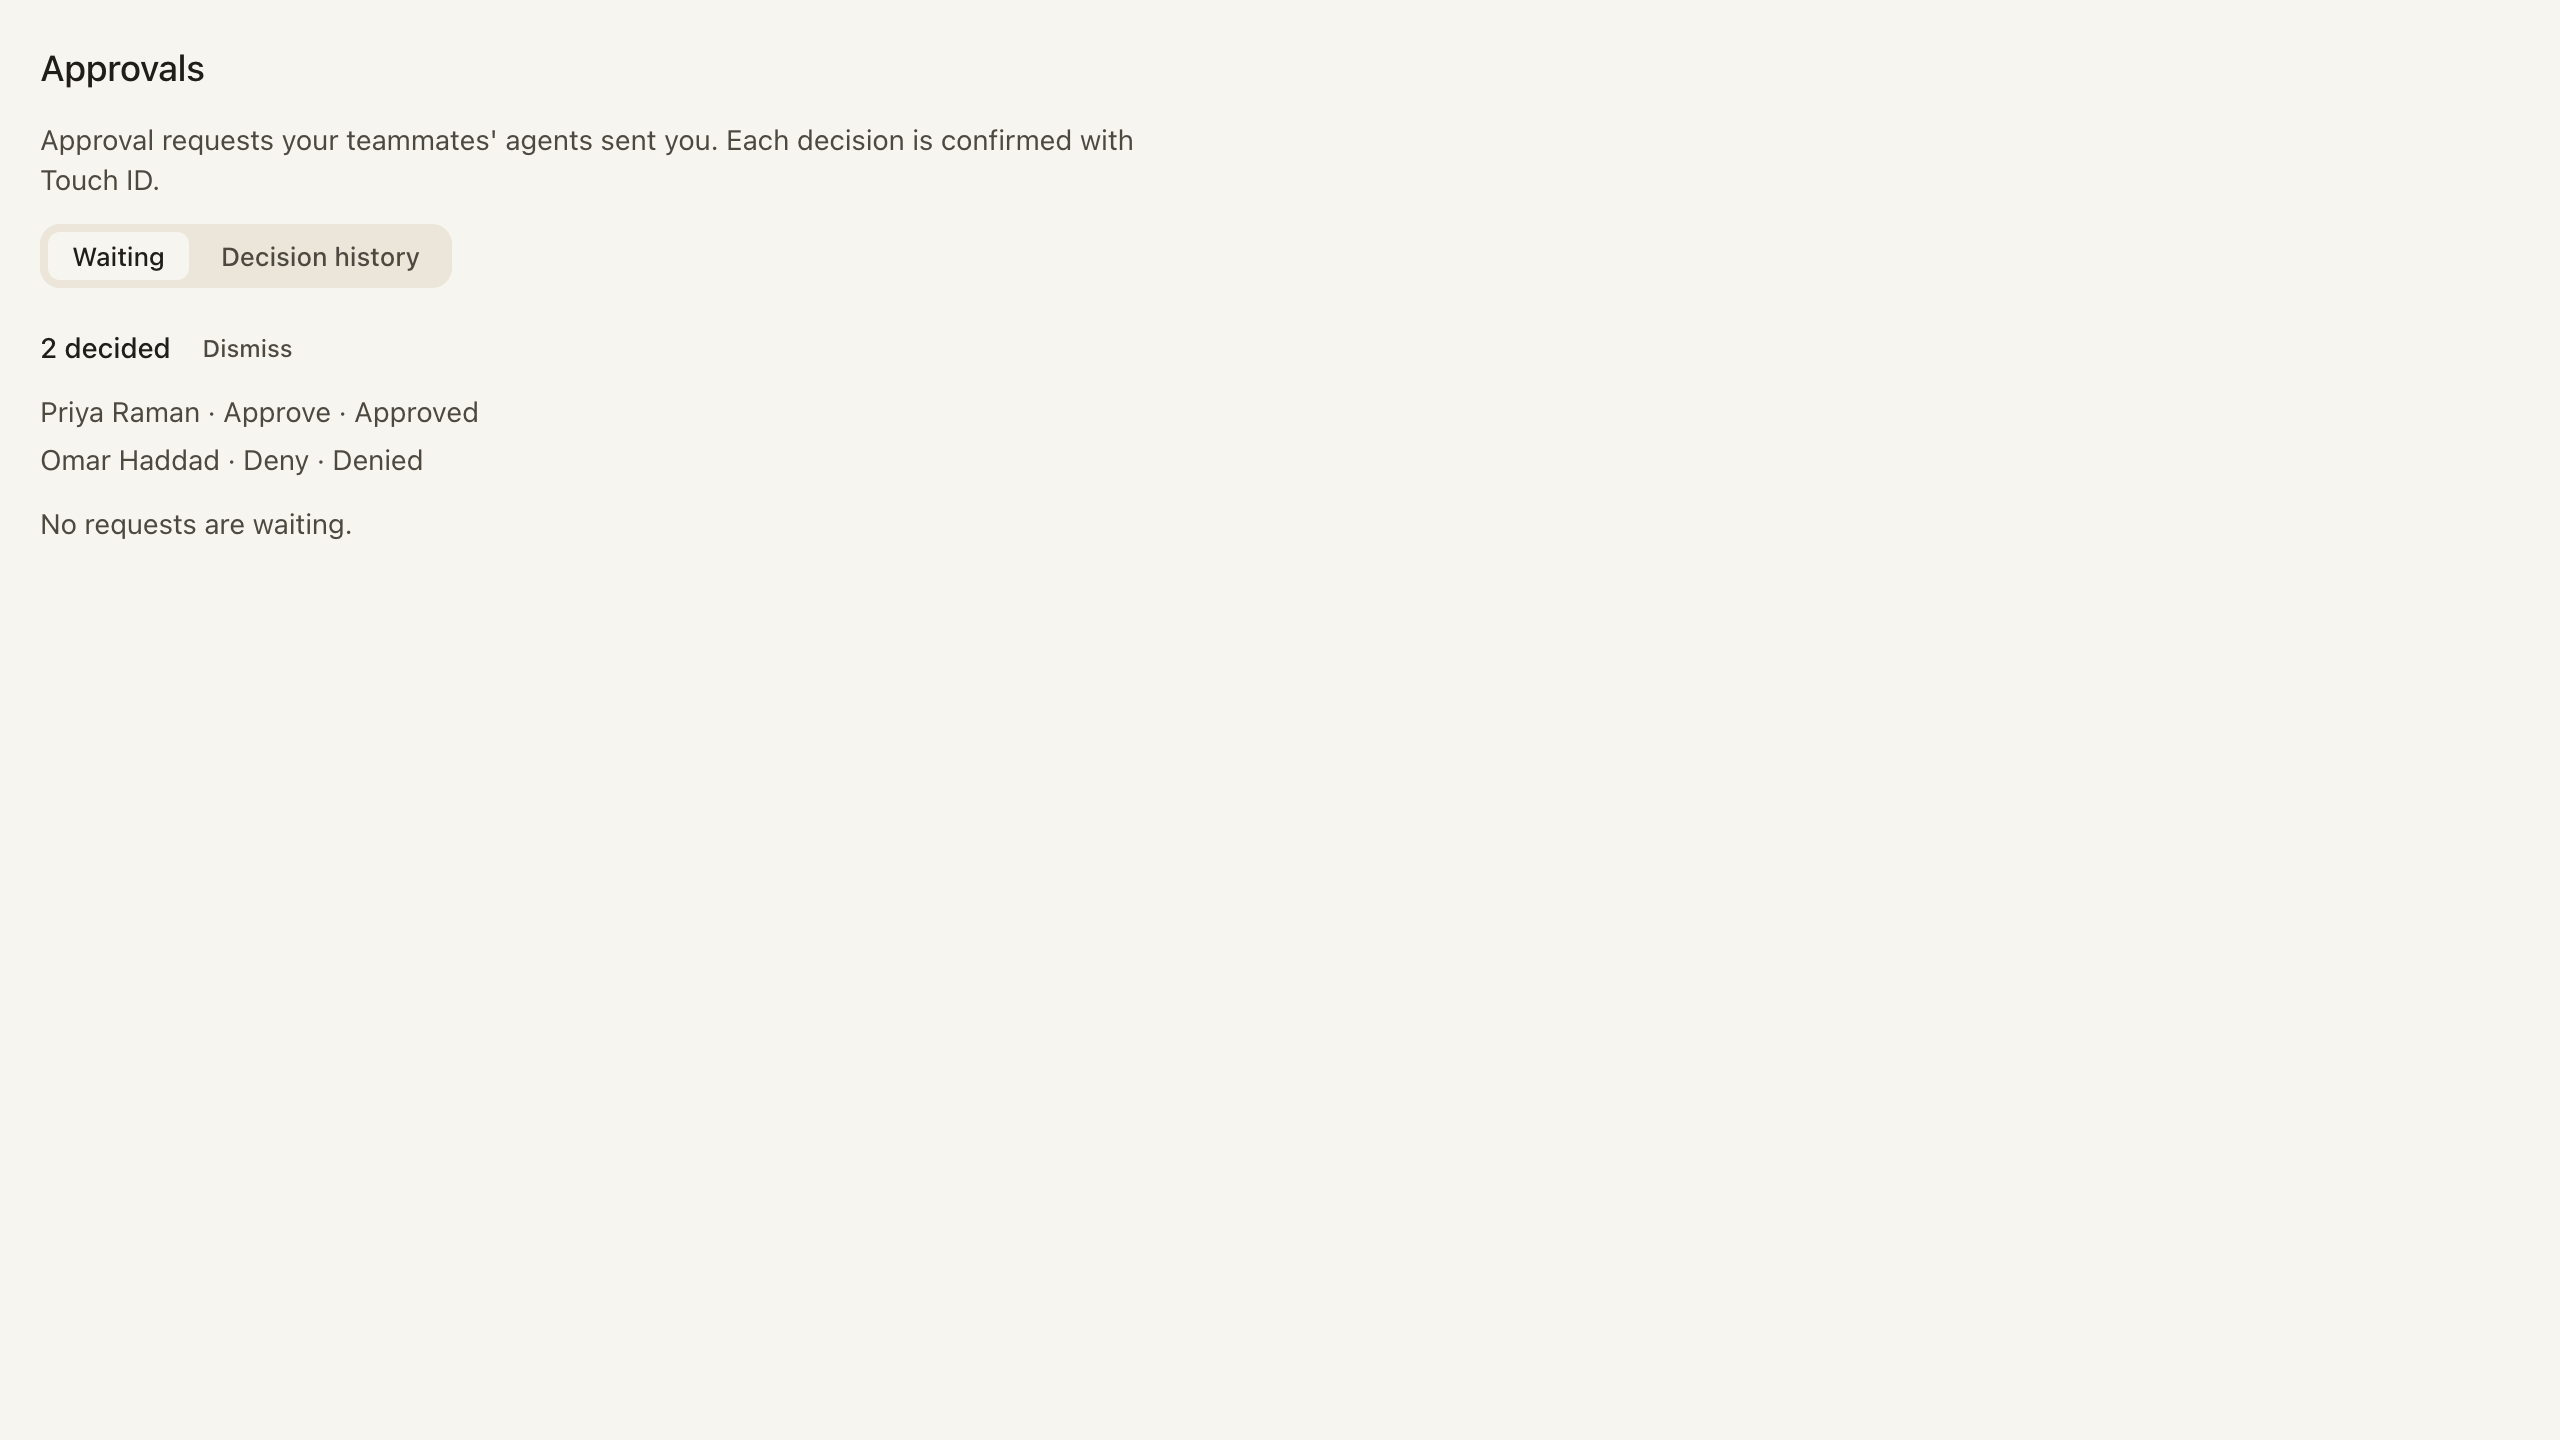 Approvals
Approval requests your teammates' agents sent you. Each decision is confirmed with
Touch ID.
Waiting Decision history
2 decided Dismiss
Priya Raman · Approve · Approved
Omar Haddad · Deny · Denied
No requests are waiting.